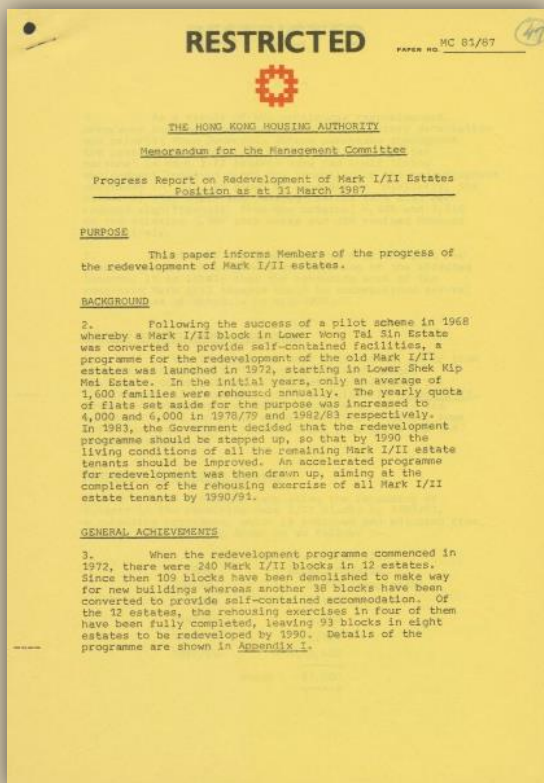 RESTRICTED
PAPER NO. MC 81/87
47
THE HONG KONG HOUSING AUTHORITY
Memorandum for the Management Committee
Progress Report on Redevelopment of Mark I/II Estates
Position as at 31 March 1987
PURPOSE
This paper informs Members of the progress of
the redevelopment of Mark I/II estates.
BACKGROUND
2. Following the success of a pilot scheme in 1968
whereby a Mark I/II block in Lower Wong Tai Sin Estate
was converted to provide self-contained facilities, a
programme for the redevelopment of the old Mark I/II
estates was launched in 1972, starting in Lower Shek Kip
Mei Estate. In the initial years, only an average of
1,600 families were rehoused annually. The yearly quota
of flats set aside for the purpose was increased to
4,000 and 6,000 in 1978/79 and 1982/83 respectively.
In 1983, the Government decided that the redevelopment
programme should be stepped up, so that by 1990 the
living conditions of all the remaining Mark I/II estate
tenants should be improved. An accelerated programme
for redevelopment was then drawn up, aiming at the
completion of the rehousing exercise of all Mark I/II
estate tenants by 1990/91.
GENERAL ACHIEVEMENTS
3. When the redevelopment programme commenced in
1972, there were 240 Mark I/II blocks in 12 estates.
Since then 109 blocks have been demolished to make way
for new buildings whereas another 38 blocks have been
converted to provide self-contained accommodation. Of
the 12 estates, the rehousing exercises in four of them
have been fully completed, leaving 93 blocks in eight
estates to be redeveloped by 1990. Details of the
programme are shown in Appendix I.